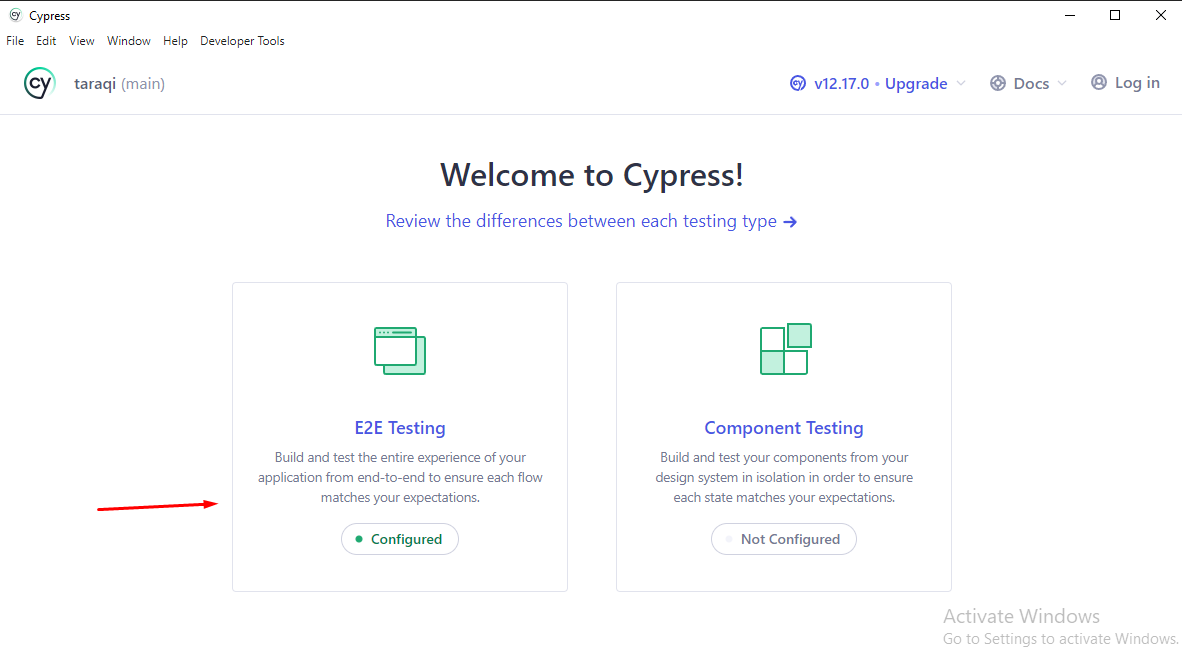 Cypress
File Edit View Window Help Developer Tools
cy taraqi (main) v12.17.0 • Upgrade Docs Log in
Welcome to Cypress!
Review the differences between each testing type →
E2E Testing
Build and test the entire experience of your
application from end-to-end to ensure each flow
matches your expectations.
Configured
Component Testing
Build and test your components from your
design system in isolation in order to ensure
each state matches your expectations.
Not Configured
Activate Windows
Go to Settings to activate Windows.